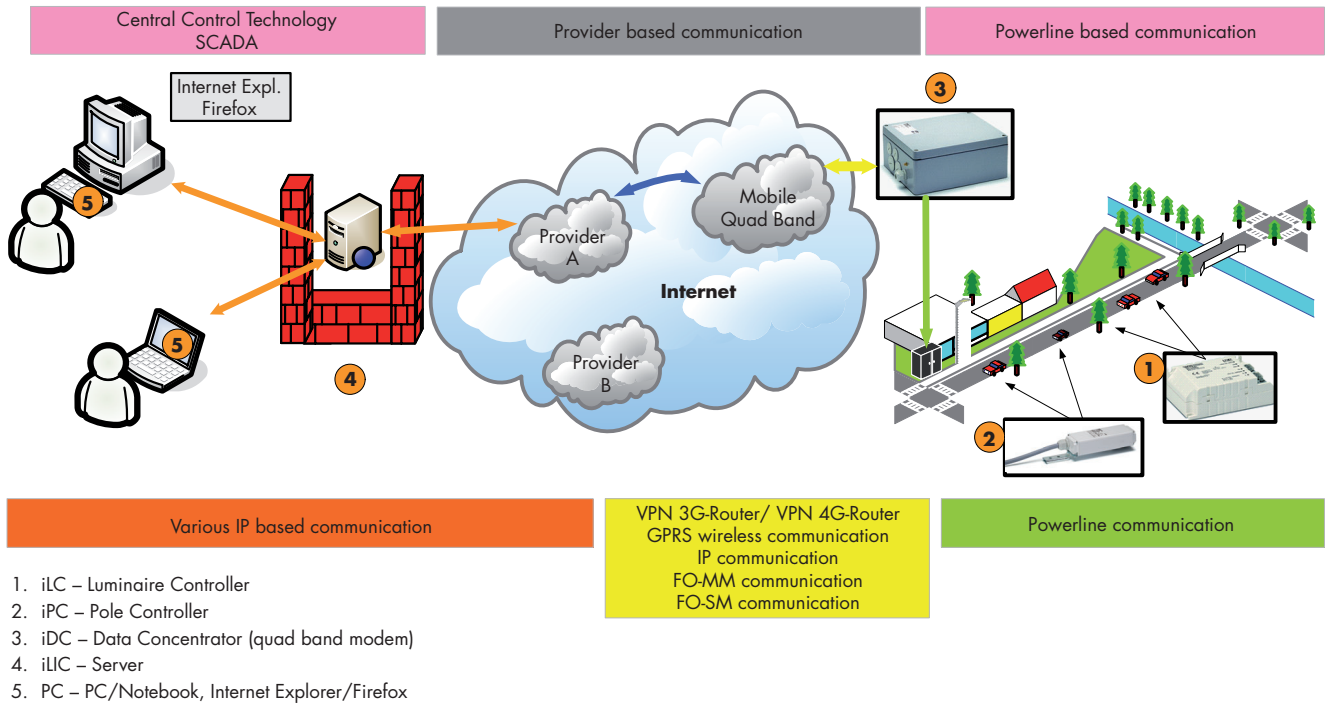 Central Control Technology
SCADA
Provider based communication
Powerline based communication
Internet Expl.
Firefox
3
5
Mobile
Quad Band
Provider
A
Internet
5
Provider
B
4
1
2
Various IP based communication
VPN 3G-Router/ VPN 4G-Router
GPRS wireless communication
IP communication
FO-MM communication
FO-SM communication
Powerline communication
1. iLC – Luminaire Controller
2. iPC – Pole Controller
3. iDC – Data Concentrator (quad band modem)
4. iLIC – Server
5. PC – PC/Notebook, Internet Explorer/Firefox